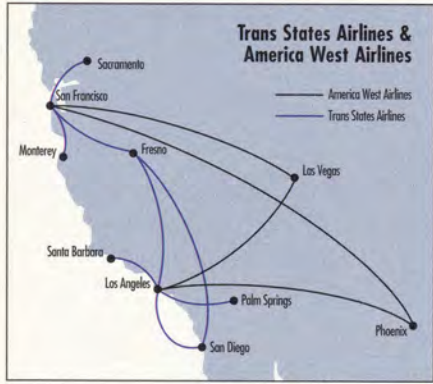 Trans States Airlines &
America West Airlines
America West Airlines
Trans States Airlines
Sacramento
San Francisco
Monterey
Fresno
Las Vegas
Santa Barbara
Los Angeles
Palm Springs
Phoenix
San Diego